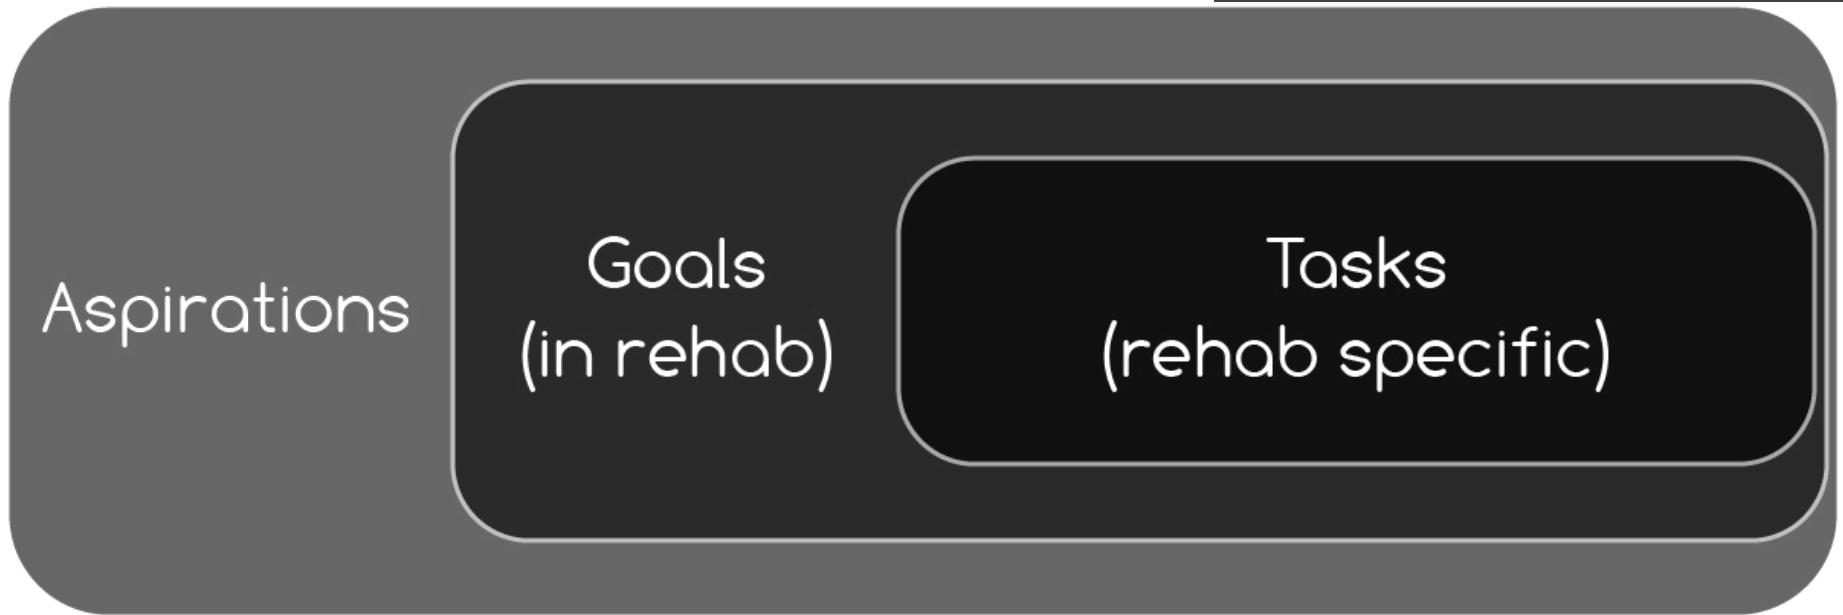 Aspirations
Goals
(in rehab)
Tasks
(rehab specific)